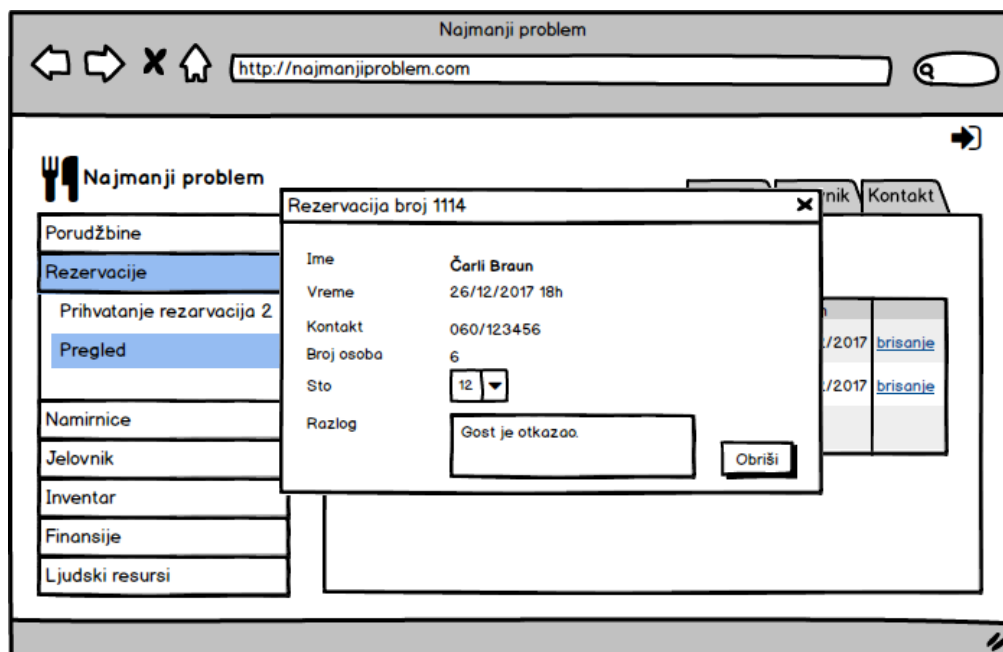 Najmanji problem
http://najmanjiproblem.com
Najmanji problem
nik Kontakt
Rezervacija broj 1114
Porudžbine
Rezervacije
Prihvatanje rezarvacija 2
Pregled
Namirnice
Jelovnik
Inventar
Finansije
Ljudski resursi
Ime Čarli Braun
Vreme 26/12/2017 18h
Kontakt 060/123456
Broj osoba 6
Sto 12
Razlog Gost je otkazao.
Obriši
/2017 brisanje
/2017 brisanje